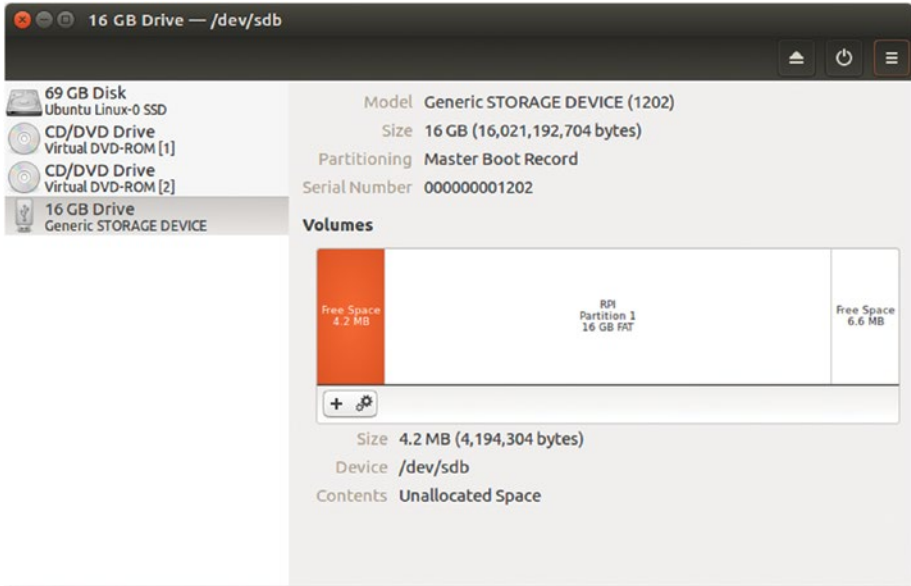 16 GB Drive — /dev/sdb
69 GB Disk
Ubuntu Linux-0 SSD
CD/DVD Drive
Virtual DVD-ROM [1]
CD/DVD Drive
Virtual DVD-ROM [2]
16 GB Drive
Generic STORAGE DEVICE
Model Generic STORAGE DEVICE (1202)
Size 16 GB (16,021,192,704 bytes)
Partitioning Master Boot Record
Serial Number 000000001202
Volumes
Free Space
4.2 MB
RPI
Partition 1
16 GB FAT
Free Space
6.6 MB
Size 4.2 MB (4,194,304 bytes)
Device /dev/sdb
Contents Unallocated Space